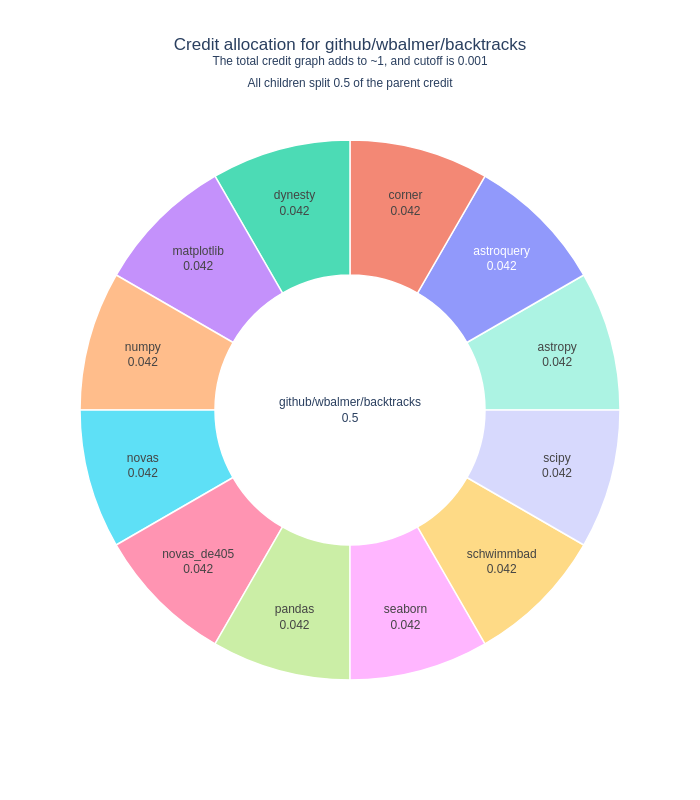 Credit allocation for github/wbalmer/backtracks
The total credit graph adds to ~1, and cutoff is 0.001
All children split 0.5 of the parent credit
dynesty
0.042
corner
0.042
matplotlib
0.042
astroquery
0.042
numpy
0.042
astropy
0.042
github/wbalmer/backtracks
0.5
novas
0.042
scipy
0.042
novas_de405
0.042
schwimmbad
0.042
pandas
0.042
seaborn
0.042